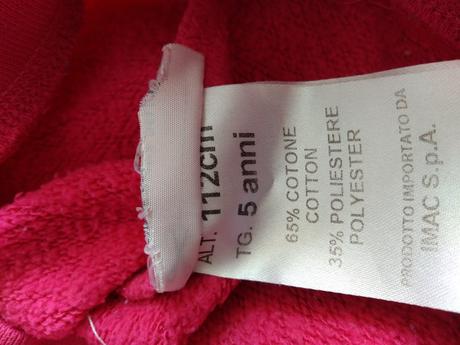 ALT. 112cm
TG. 5 anni
65% COTONE
COTTON
35% POLIESTERE
POLYESTER
PRODOTTO IMPORTATO DA
IMAC S.p.A.